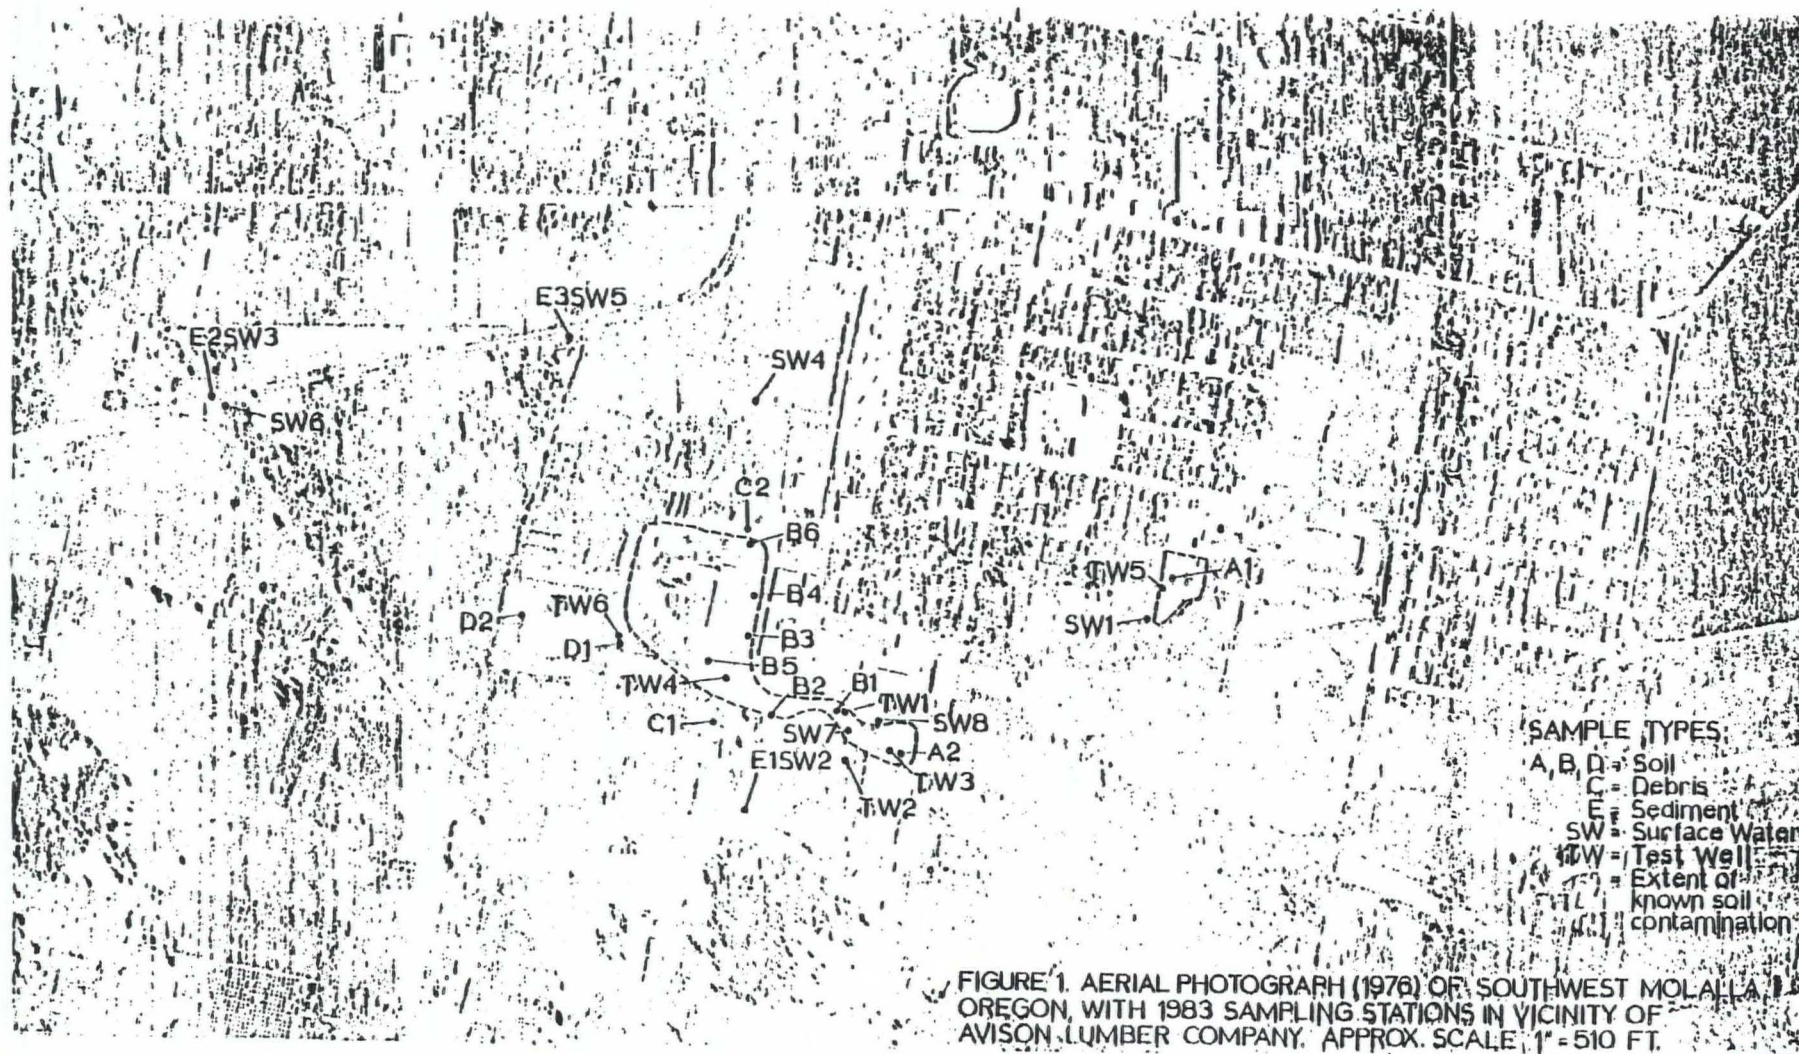 E3SW5
E2SW3
SW4
SW6
C2
B6
TW5
A1
B4
TW6
D2
SW1
B3
D1
B5
TW4
B2
B1
TW1
C1
SW7
SW8
E1SW2
A2
TW3
TW2
SAMPLE TYPES:
A, B, D = Soil
C = Debris
E = Sediment
SW = Surface Water
TW = Test Well
= Extent of
known soil
contamination
FIGURE 1. AERIAL PHOTOGRAPH (1976) OF SOUTHWEST MOLALLA,
OREGON, WITH 1983 SAMPLING STATIONS IN VICINITY OF
AVISON LUMBER COMPANY. APPROX. SCALE 1" = 510 FT.